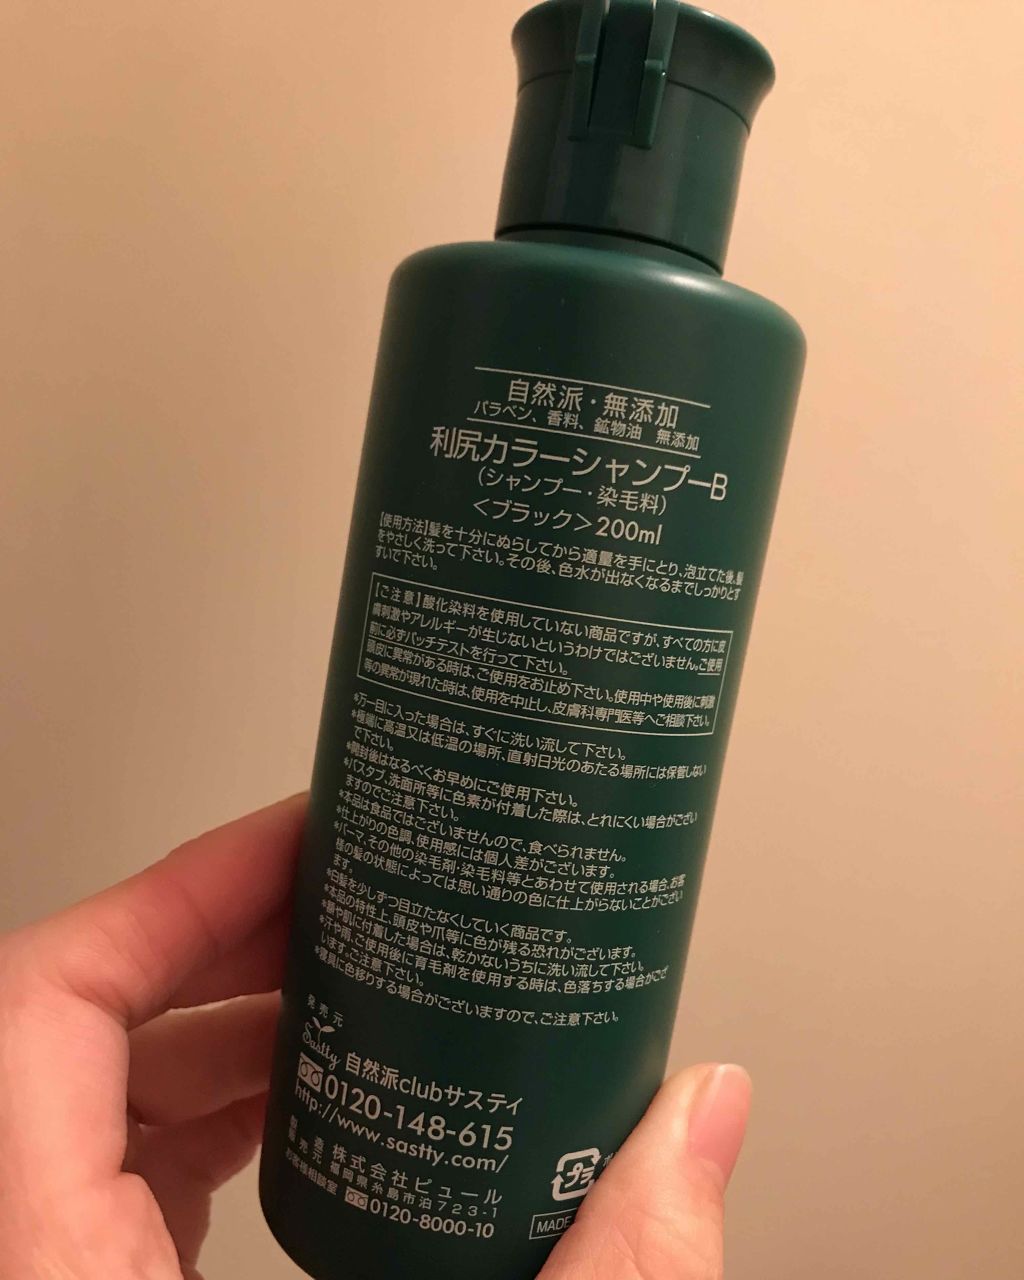 自然派・無添加
パラベン、香料、鉱物油 無添加
利尻カラーシャンプーB
(シャンプー・染毛料)
<ブラック>200ml
【使用方法】髪を十分にぬらしてから適量を手にとり、泡立てた後、髪
をやさしく洗って下さい。その後、色水が出なくなるまでしっかりとす
すいで下さい。
【ご注意】酸化染料を使用していない商品ですが、すべての方に皮
膚刺激やアレルギーが生じないというわけではございません。ご使用
前に必ずパッチテストを行って下さい。
頭皮に異常がある時は、ご使用をお止め下さい。使用中や使用後に刺激
等の異常が現れた時は、使用を中止し、皮膚科専門医等へご相談下さい。
*万一目に入った場合は、すぐに洗い流して下さい。
*極端に高温又は低温の場所、直射日光のあたる場所には保管しない
で下さい。
*開封後はなるべくお早めにご使用下さい。
*バスタブ、洗面所等に色素が付着した際は、とれにくい場合がござい
ますのでご注意下さい。
*本品は食品ではございませんので、食べられません。
*仕上がりの色調、使用感には個人差がございます。
*パーマ、その他の染毛剤・染毛料等とあわせて使用される場合、お客
様の髪の状態によっては思い通りの色に仕上がらないことがござい
ます。
*白髪を少しずつ目立たなくしていく商品です。
*本品の特性上、頭皮や爪等に色が残る恐れがございます。
*顔や肌に付着した場合は、乾かないうちに洗い流して下さい。
*汗や雨、ご使用後に育毛剤を使用する時は、色落ちする場合がござ
います。ご注意下さい。
*寝具に色移りする場合がございますので、ご注意下さい。
発売元
Sastty 自然派clubサスティ
0120-148-615
http://www.sastty.com/
製造
販売元 株式会社ピュール
福岡県糸島市泊723-1
お客様相談室 0120-8000-10
プラ
MADE